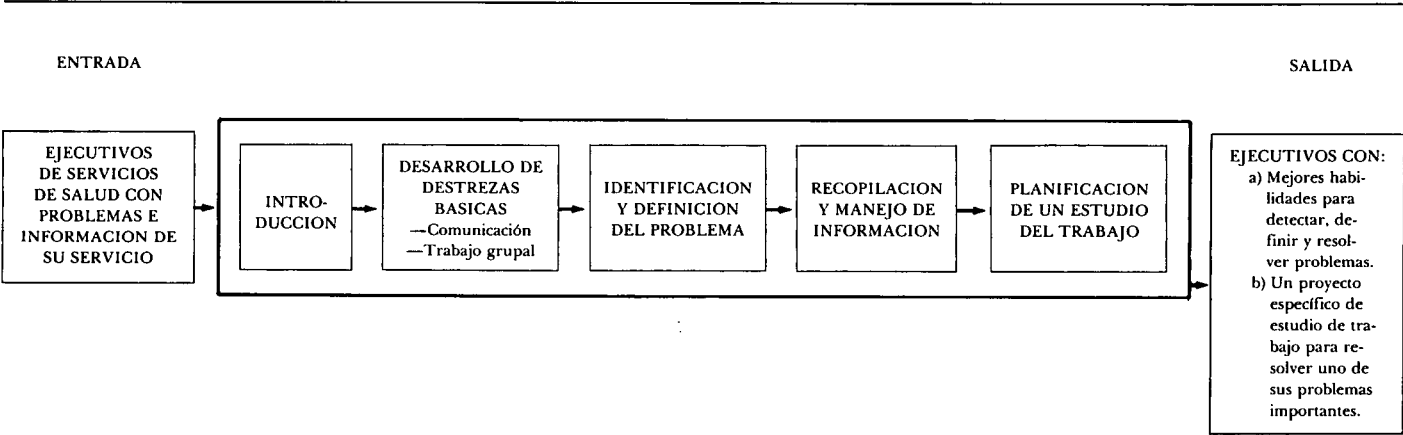 ENTRADA
SALIDA
EJECUTIVOS
DE SERVICIOS
DE SALUD CON
PROBLEMAS E
INFORMACION DE
SU SERVICIO
INTRO-
DUCCION
DESARROLLO DE
DESTREZAS
BASICAS
—Comunicación
—Trabajo grupal
IDENTIFICACION
Y DEFINICION
DEL PROBLEMA
RECOPILACION
Y MANEJO DE
INFORMACION
PLANIFICACION
DE UN ESTUDIO
DEL TRABAJO
EJECUTIVOS CON:
a) Mejores habi-
lidades para
detectar, de-
finir y resol-
ver problemas.
b) Un proyecto
específico de
estudio de tra-
bajo para re-
solver uno de
sus problemas
importantes.